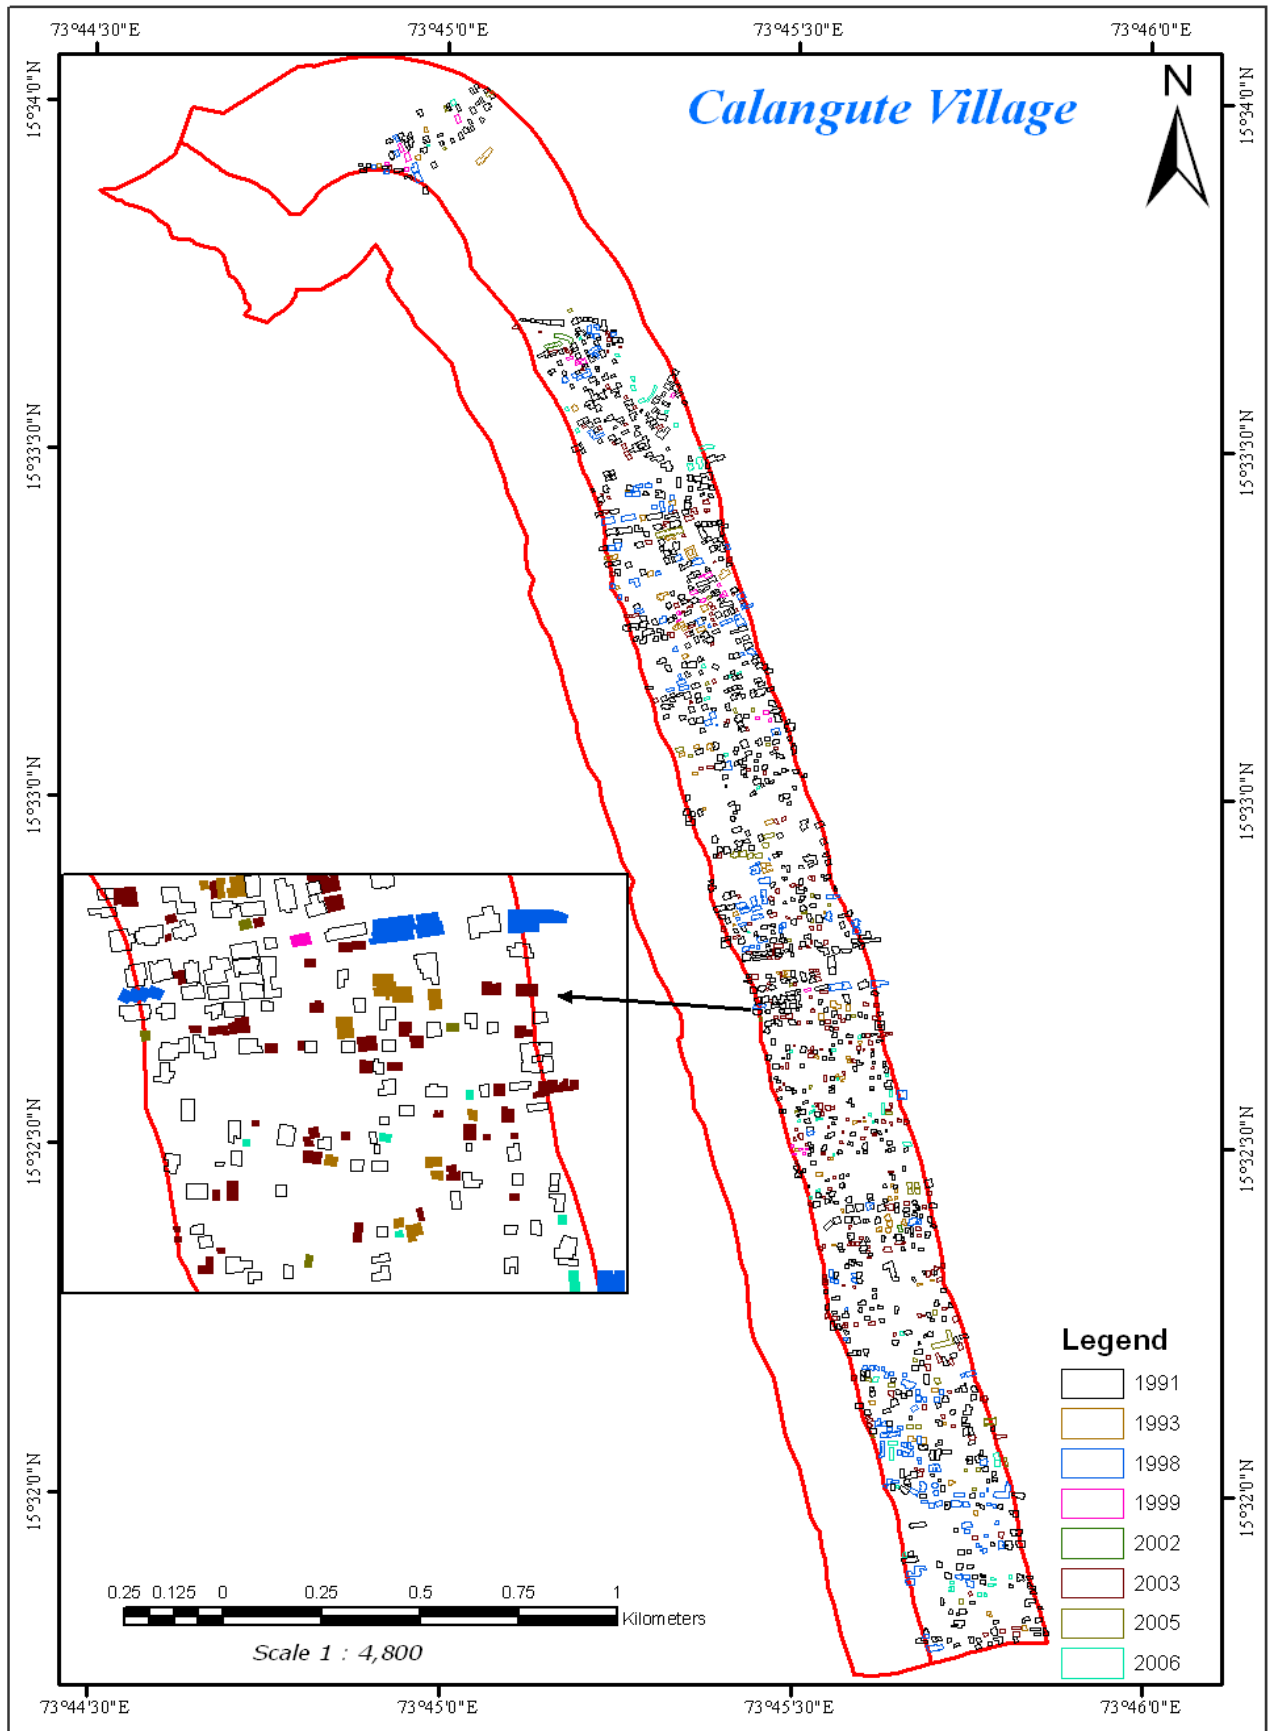 73°44'30"E 73°45'0"E 73°45'30"E 73°46'0"E
15°34'0"N
15°34'0"N
Calangute Village
N
15°33'30"N
15°33'30"N
15°33'0"N
15°33'0"N
15°32'30"N
15°32'30"N
Legend
1991
1993
1998
1999
2002
2003
2005
2006
15°32'0"N
15°32'0"N
0.25 0.125 0 0.25 0.5 0.75 1
Kilometers
Scale 1 : 4,800
73°44'30"E 73°45'0"E 73°45'30"E 73°46'0"E